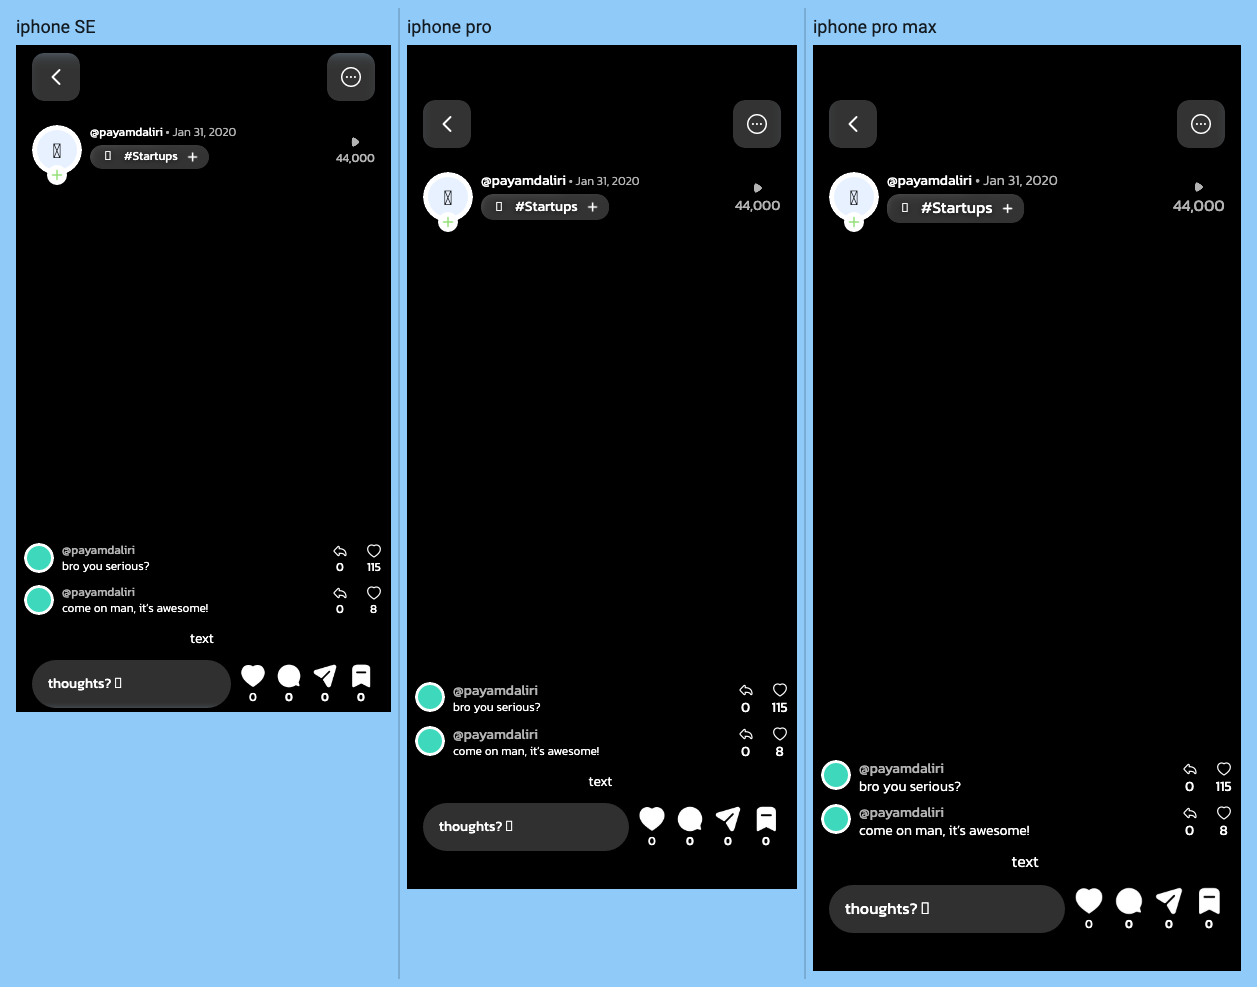 iphone SE
@payamdaliri • Jan 31, 2020
#Startups +
44,000
@payamdaliri
bro you serious?
0 115
@payamdaliri
come on man, it's awesome!
0 8
text
thoughts?
0 0 0 0
iphone pro
@payamdaliri • Jan 31, 2020
#Startups +
44,000
@payamdaliri
bro you serious?
0 115
@payamdaliri
come on man, it's awesome!
0 8
text
thoughts?
0 0 0 0
iphone pro max
@payamdaliri • Jan 31, 2020
#Startups +
44,000
@payamdaliri
bro you serious?
0 115
@payamdaliri
come on man, it's awesome!
0 8
text
thoughts?
0 0 0 0